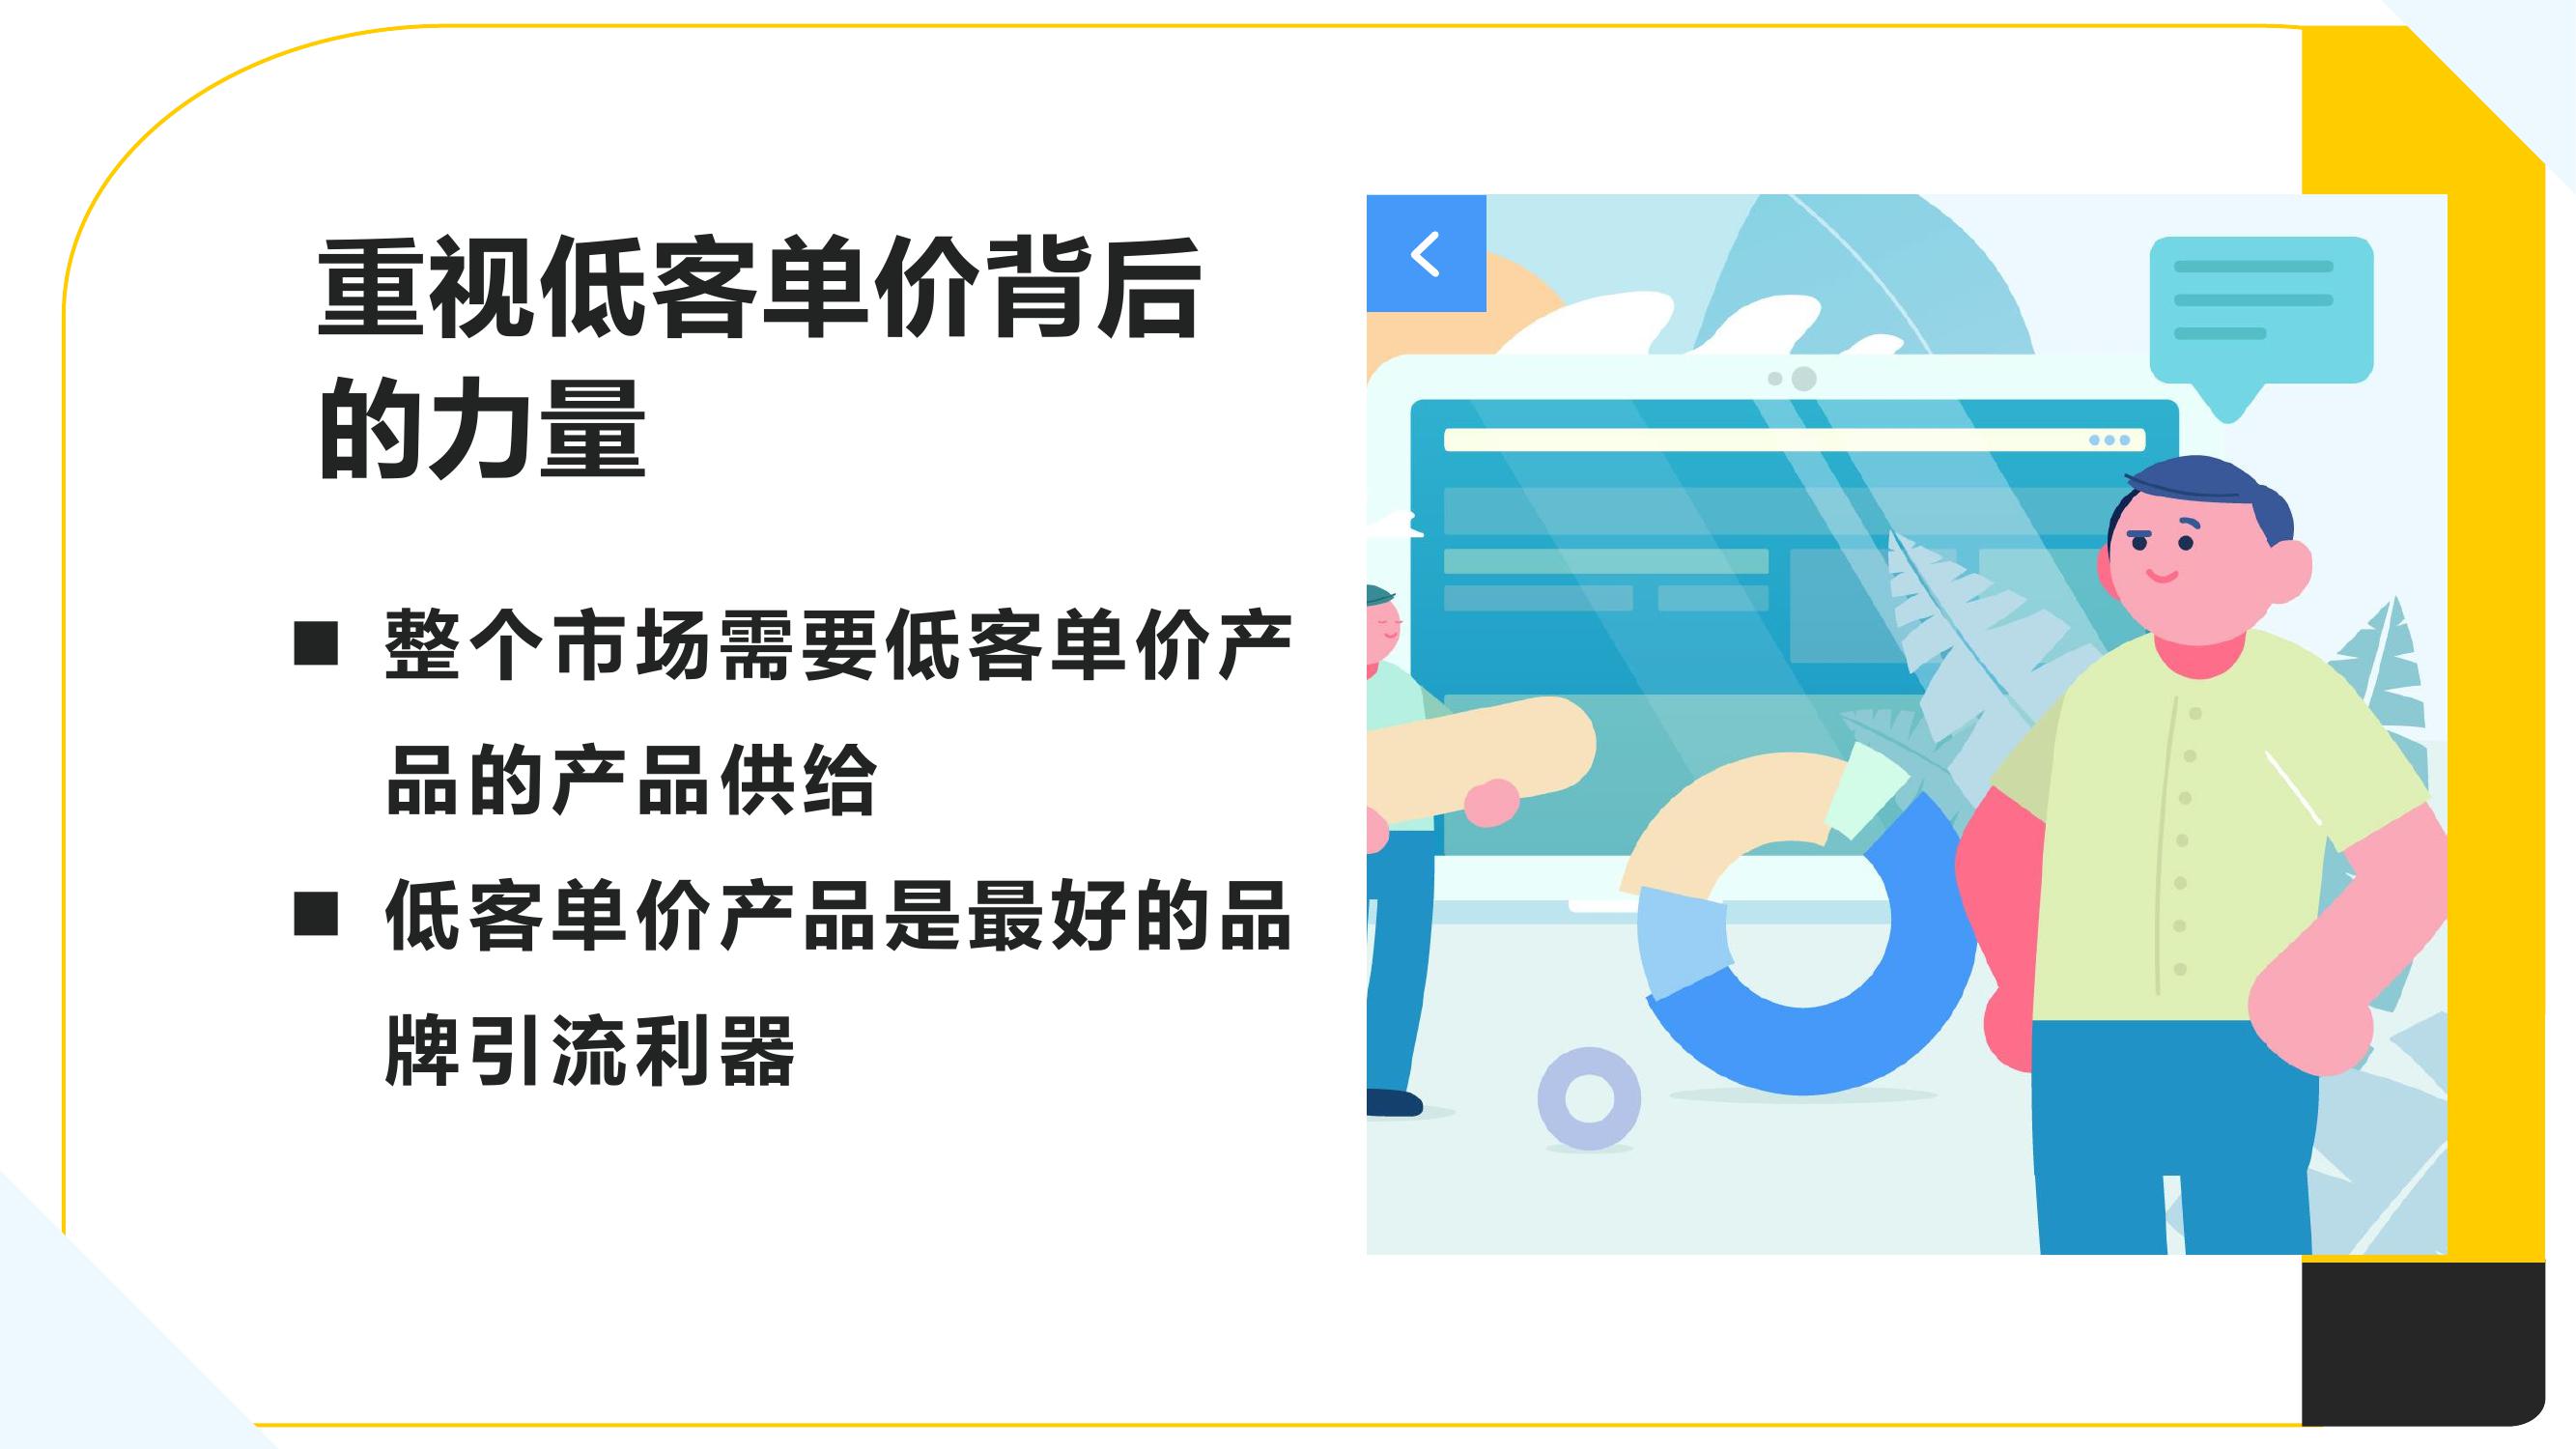 重视低客单价背后
的力量
■ 整个市场需要低客单价产
品的产品供给
■ 低客单价产品是最好的品
牌引流利器